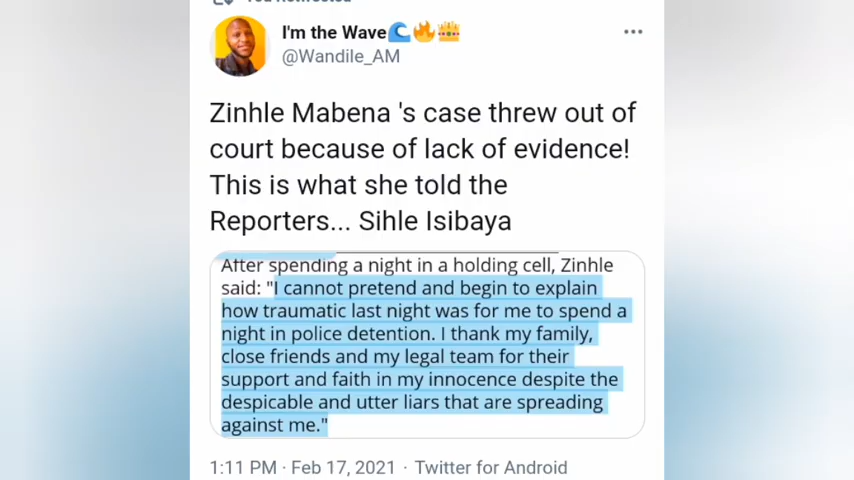 You Retweeted
I'm the Wave🌊🔥👑
@Wandile_AM
Zinhle Mabena 's case threw out of
court because of lack of evidence!
This is what she told the
Reporters... Sihle Isibaya
After spending a night in a holding cell, Zinhle
said: "I cannot pretend and begin to explain
how traumatic last night was for me to spend a
night in police detention. I thank my family,
close friends and my legal team for their
support and faith in my innocence despite the
despicable and utter liars that are spreading
against me."
1:11 PM · Feb 17, 2021 · Twitter for Android